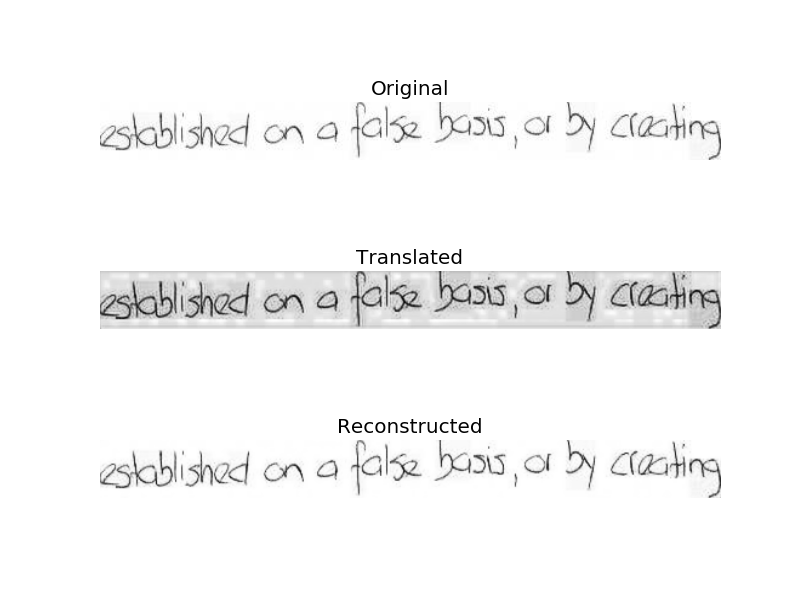 Original
established on a false basis, or by creating
Translated
established on a false basis, or by creating
Reconstructed
established on a false basis, or by creating